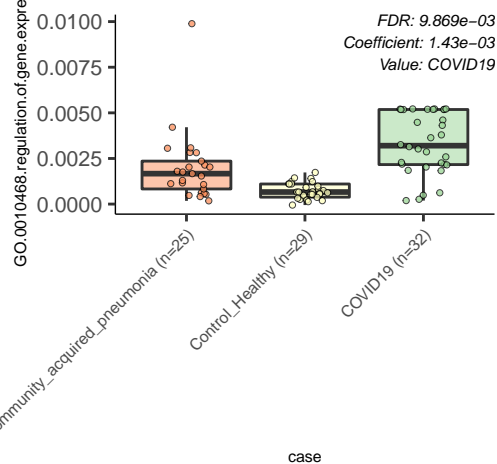 FDR: 9.869e−03
Coefficient: 1.43e−03
Value: COVID19
GO.0010468.regulation.of.gene.expre
0.0100
0.0075
0.0050
0.0025
0.0000
ommunity_acquired_pneumonia (n=25)
Control_Healthy (n=29)
COVID19 (n=32)
case